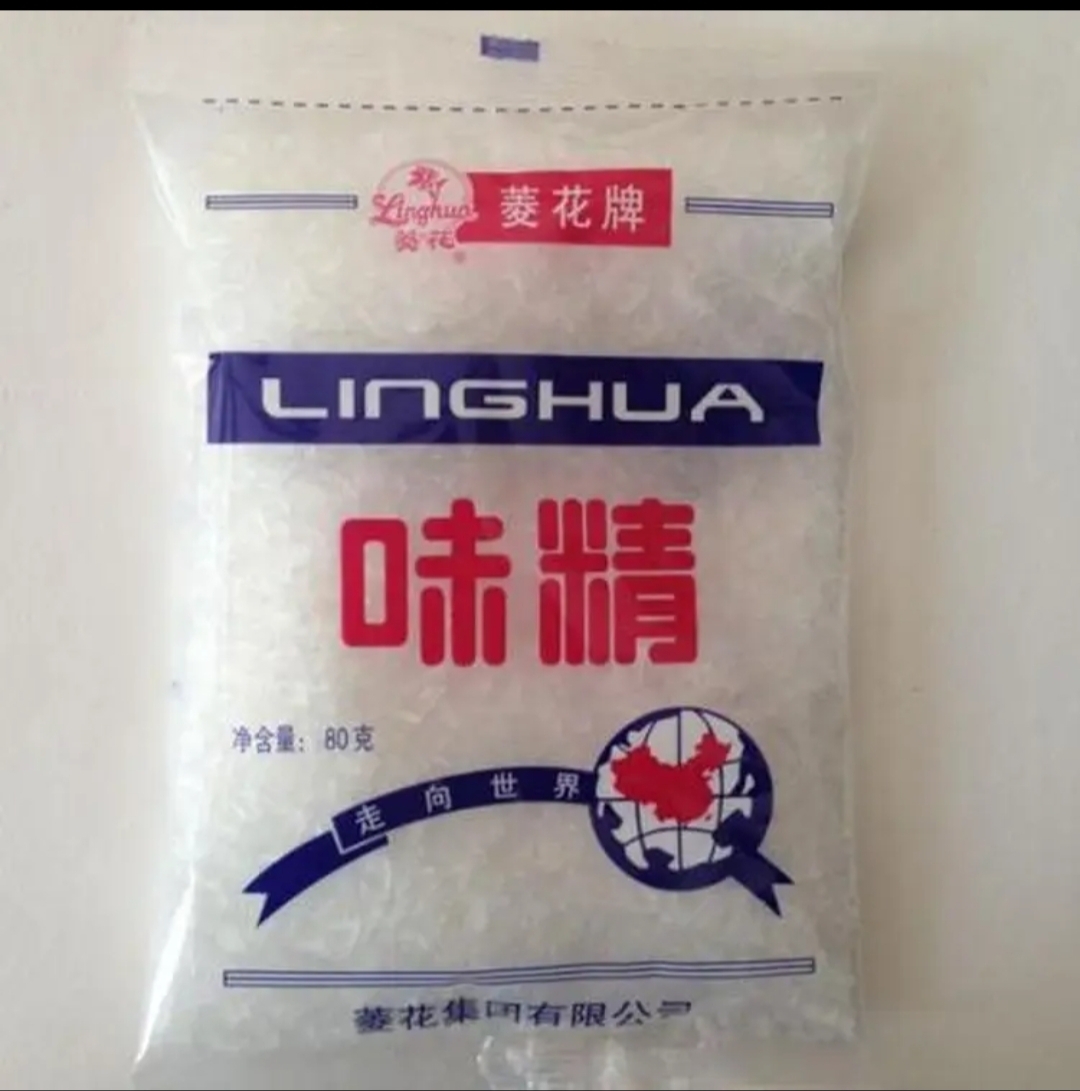 Linghua
菱花
®
菱花牌
LINGHUA
味精
净含量: 80克
走向世界
菱花集团有限公司